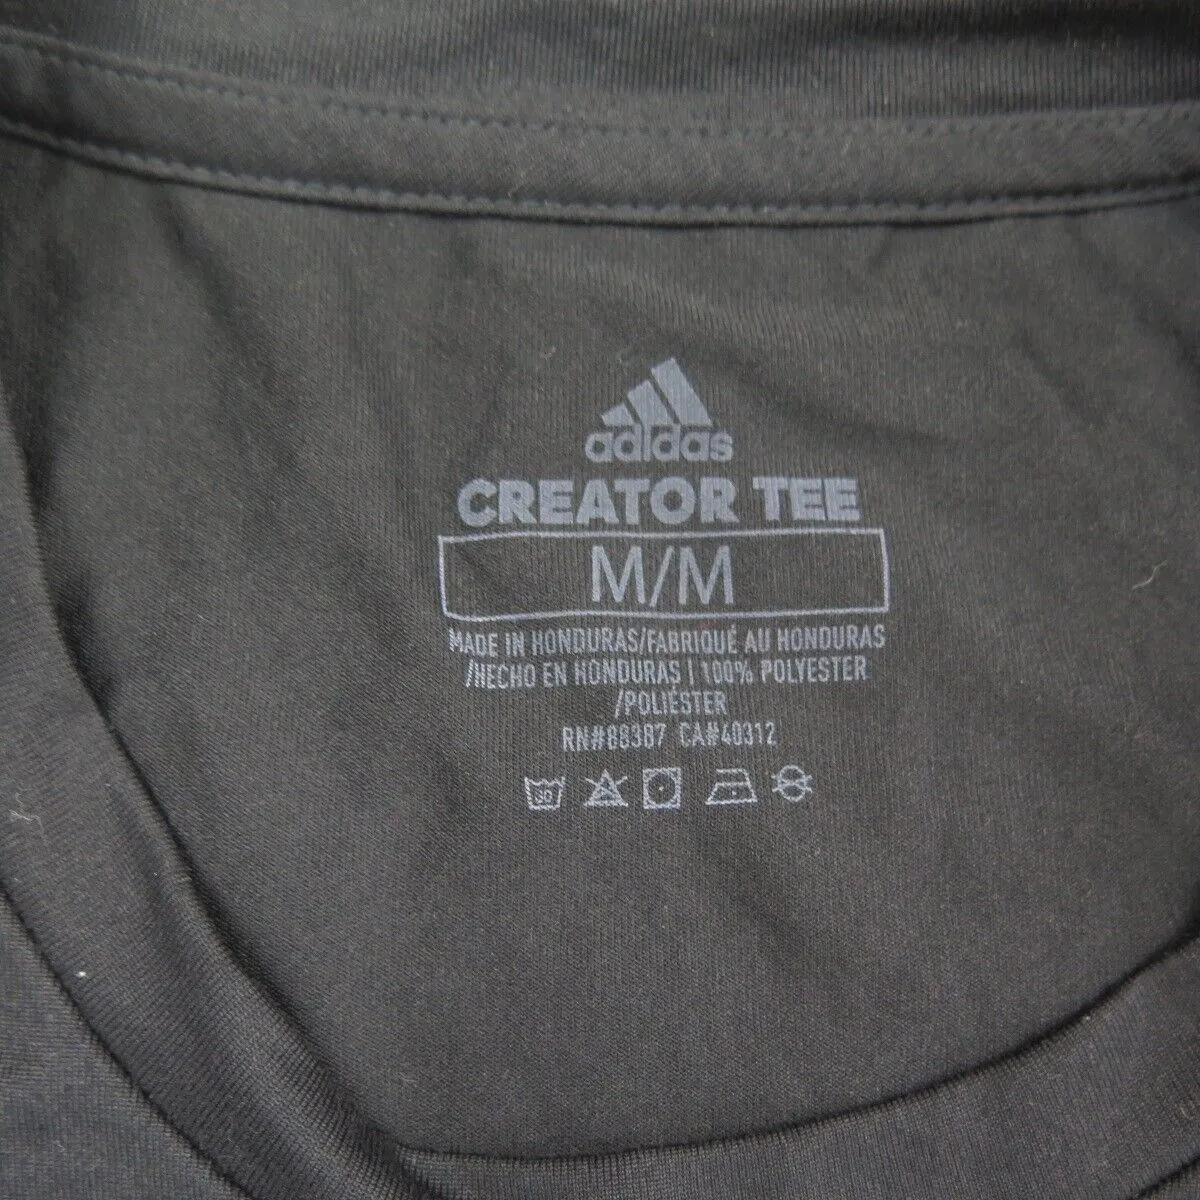 adidas
CREATOR TEE
M/M
MADE IN HONDURAS/FABRIQUÉ AU HONDURAS
/HECHO EN HONDURAS | 100% POLYESTER
/POLIÉSTER
RN#88387 CA#40312
30